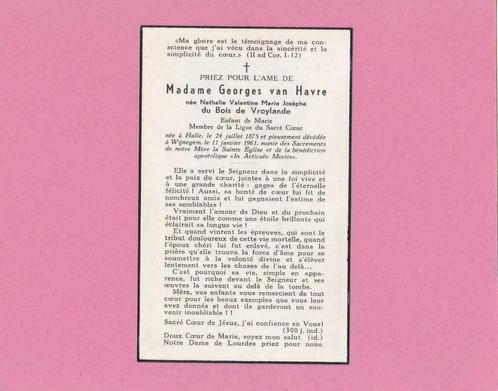 «Ma gloire est le témoignage de ma con-
science que j'ai vécu dans la sincérité et la
simplicité du cœur.» (II ad Cor. I-12)
✝
PRIEZ POUR L'AME DE
Madame Georges van Havre
née Nathalie Valentine Marie Josèphe
du Bois de Vroylande
Enfant de Marie
Membre de la Ligue du Sacré Cœur
née à Halle, le 24 juillet 1875 et pieusement décédée
à Wijnegem, le 11 janvier 1961, munie des Sacrements
de notre Mère la Sainte Eglise et de la bénédiction
apostolique «In Articulo Mortis».
Elle a servi le Seigneur dans la simplicité
et la paix du cœur, jointes à une foi vive et
à une grande charité : gages de l'éternelle
félicité ! Aussi, sa bonté de cœur lui fit de
nombreux amis et lui gagnaient l'estime de
ses semblables !
Vraiment l'amour de Dieu et du prochain
était pour elle comme une étoile brillante qui
éclairait sa longue vie !
Et quand vinrent les épreuves, qui sont le
tribut douloureux de cette vie mortelle, quand
l'époux chéri lui fut enlevé, c'est dans la
prière qu'elle trouva la force d'âme pour se
soumettre à la volonté divine et s'élever
lentement vers les choses de l'au delà...
C'est pourquoi sa vie, simple en appa-
rence, fut riche devant le Seigneur et ses
œuvres la suivent au delà de la tombe.
Mère, vos enfants vous remercient de tout
cœur pour les beaux exemples que vous leur
avez donnés et dont ils garderont un souve-
nir inoubliable ! !
Sacré Cœur de Jésus, j'ai confiance en Vous!
(300 j. ind.)
Doux Cœur de Marie, soyez mon salut (id.)
Notre Dame de Lourdes priez pour nous.